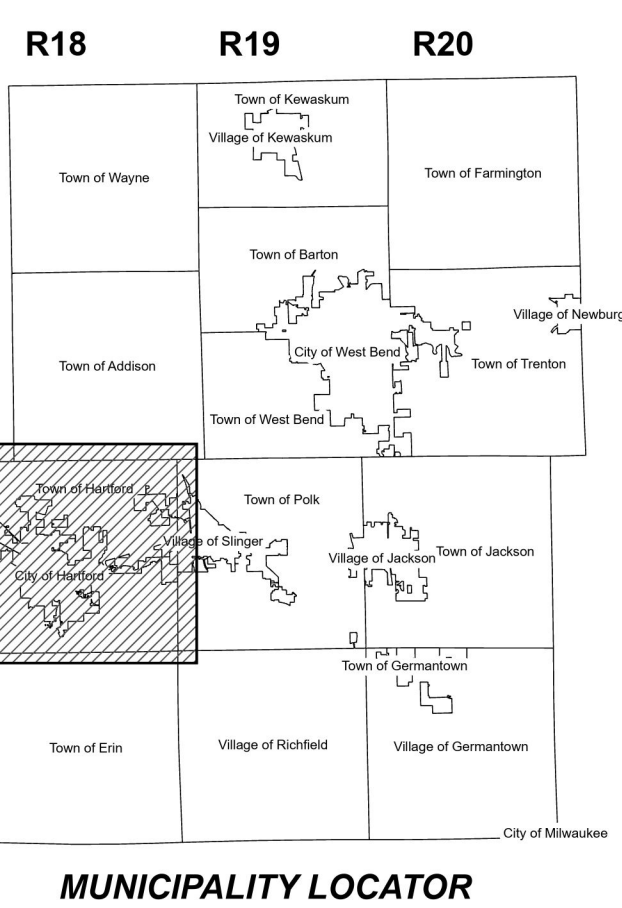 R18 R19 R20
Town of Kewaskum
Village of Kewaskum
Town of Wayne
Town of Farmington
Town of Barton
Village of Newburg
City of West Bend
Town of Addison
Town of Trenton
Town of West Bend
Town of Hartford
Town of Polk
Village of Slinger
Village of Jackson
Town of Jackson
City of Hartford
Town of Germantown
Town of Erin
Village of Richfield
Village of Germantown
City of Milwaukee
MUNICIPALITY LOCATOR